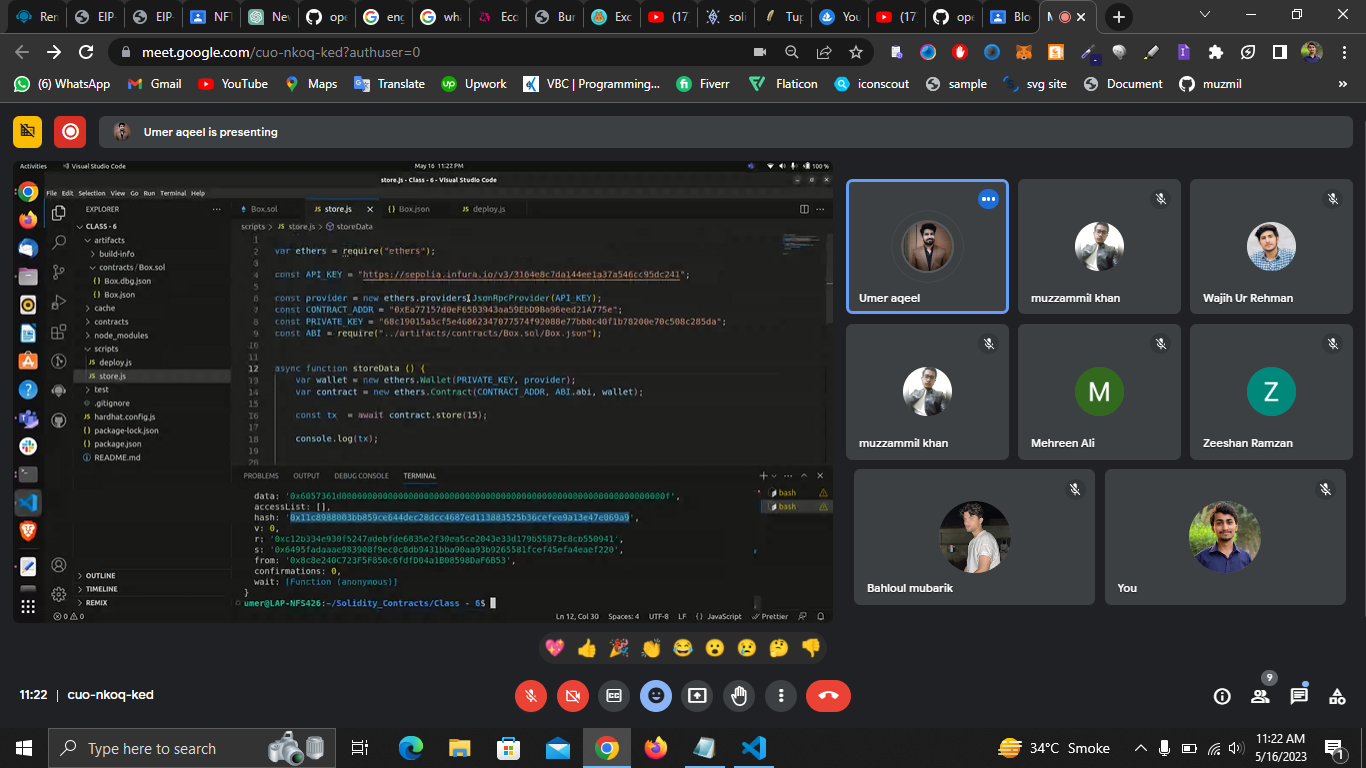 Ren
EIP-
EIP-
NFT
Nev
ope
eng
wha
Eco
Bur
Exc
(17
soli
Tup
You
(17
ope
Blo
M
meet.google.com/cuo-nkoq-ked?authuser=0
(6) WhatsApp
Gmail
YouTube
Maps
Translate
Upwork
VBC | Programming...
Fiverr
Flaticon
iconscout
sample
svg site
Document
muzmil
»
Umer aqeel is presenting
Activities
Visual Studio Code
May 16 11:22 PM
100 %
store.js - Class - 6 - Visual Studio Code
File Edit Selection View Go Run Terminal Help
EXPLORER
CLASS - 6
artifacts
build-info
contracts / Box.sol
Box.dbg.json
Box.json
cache
contracts
node_modules
scripts
deploy.js
store.js
test
.gitignore
hardhat.config.js
package-lock.json
package.json
README.md
OUTLINE
TIMELINE
REMIX
Box.sol
store.js
Box.json
deploy.js
scripts > store.js > storeData
1
2 var ethers = require("ethers");
3
4 const API_KEY = "https://sepolia.infura.io/v3/3164e8c7da144ee1a37a546cc95dc241";
5
6 const provider = new ethers.providers.JsonRpcProvider(API_KEY);
7 const CONTRACT_ADDR = "0xEa77157d0eF65B3943aa59EbD9Ba96eed21A775e";
8 const PRIVATE_KEY =
9 const ABI = require("../artifacts/contracts/Box.sol/Box.json");
10
11
12 async function storeData () {
13 var wallet = new ethers.Wallet(PRIVATE_KEY, provider);
14 var contract = new ethers.Contract(CONTRACT_ADDR, ABI.abi, wallet);
15
16 const tx = await contract.store(15);
17
18 console.log(tx);
19
20
PROBLEMS
OUTPUT
DEBUG CONSOLE
TERMINAL
bash
bash
data:
accessList: [],
hash:
v: 0,
r:
s:
from:
confirmations: 0,
wait: [Function (anonymous)]
}
umer@LAP-NFS426:~/Solidity_Contracts/Class - 6$
0 0
Ln 12, Col 30
Spaces: 4
UTF-8
LF
{} JavaScript
Prettier
Umer aqeel
muzzammil khan
Wajih Ur Rehman
muzzammil khan
M
Mehreen Ali
Z
Zeeshan Ramzan
Bahloul mubarik
You
11:22 | cuo-nkoq-ked
9
Type here to search
34°C Smoke
11:22 AM
5/16/2023
1